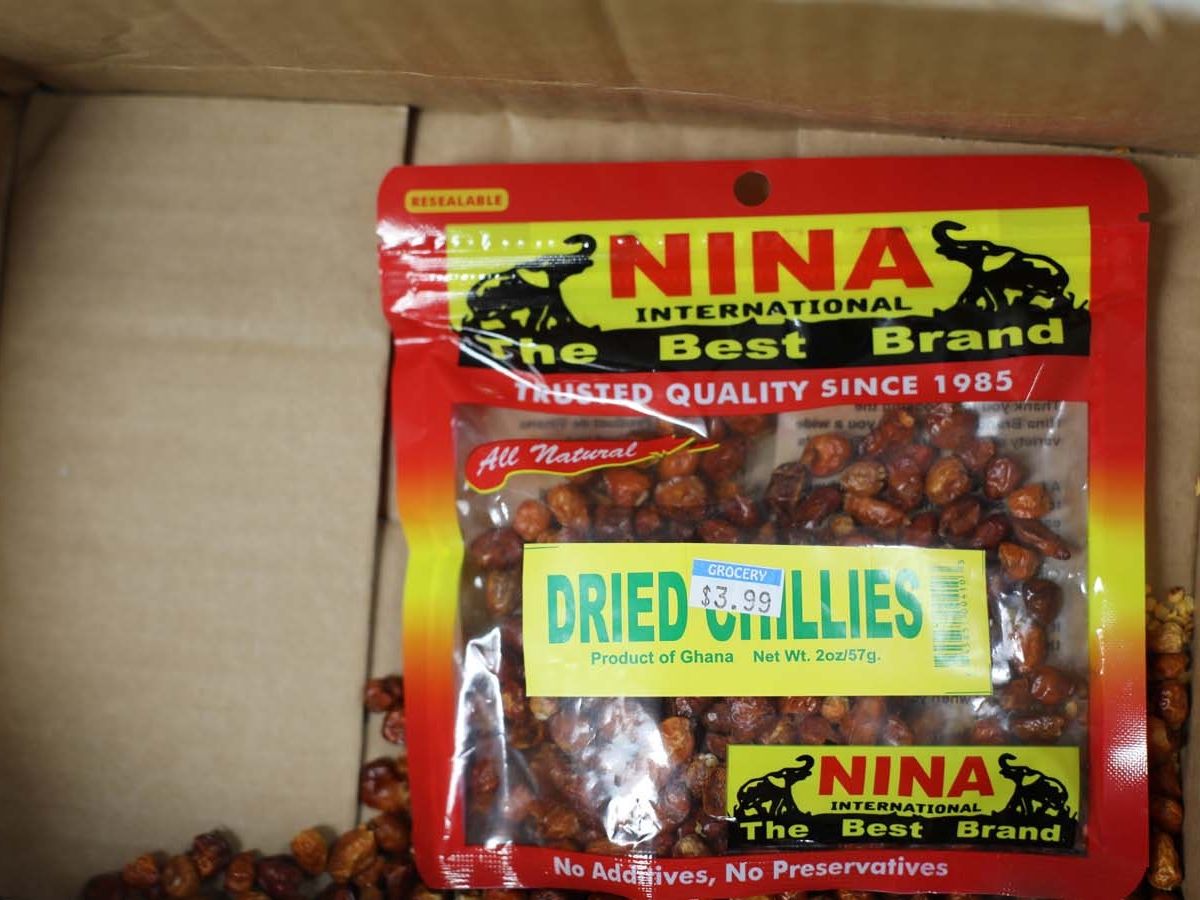 RESEALABLE
NINA
INTERNATIONAL
The Best Brand
TRUSTED QUALITY SINCE 1985
All Natural
GROCERY
$3.99
DRIED CHILLIES
Product of Ghana Net Wt. 2oz/57g.
NINA
INTERNATIONAL
The Best Brand
No Additives, No Preservatives